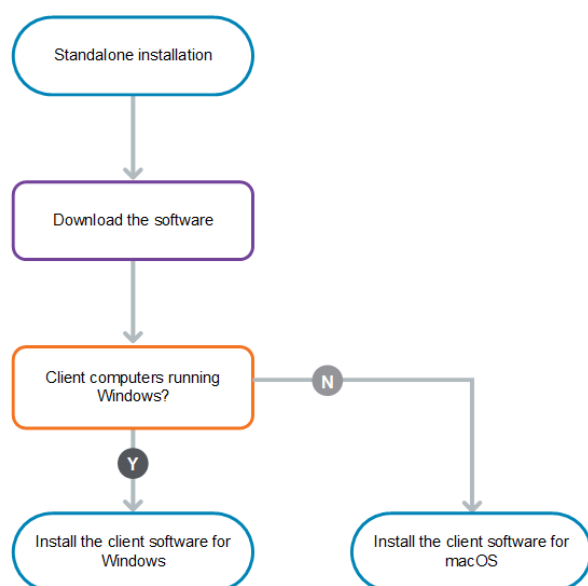 Standalone installation
Download the software
Client computers running
Windows?
N
Y
Install the client software for
Windows
Install the client software for
macOS